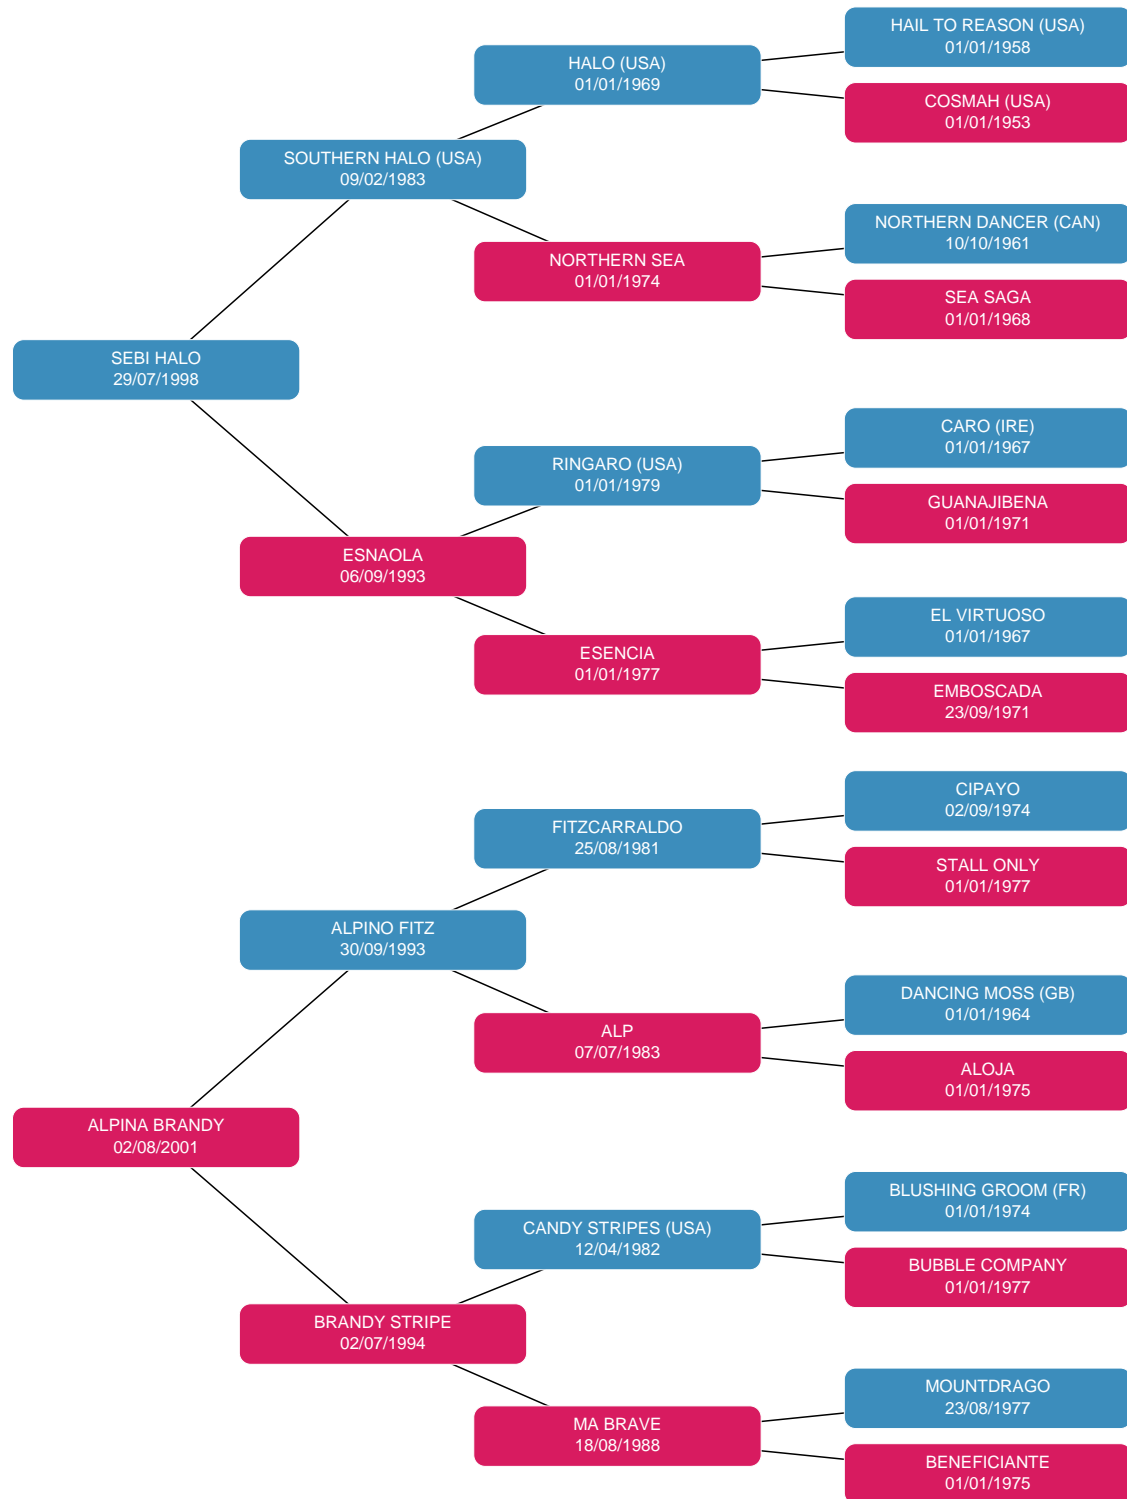 HAIL TO REASON (USA)
01/01/1958
HALO (USA)
01/01/1969
COSMAH (USA)
01/01/1953
SOUTHERN HALO (USA)
09/02/1983
NORTHERN DANCER (CAN)
10/10/1961
NORTHERN SEA
01/01/1974
SEA SAGA
01/01/1968
SEBI HALO
29/07/1998
CARO (IRE)
01/01/1967
RINGARO (USA)
01/01/1979
GUANAJIBENA
01/01/1971
ESNAOLA
06/09/1993
EL VIRTUOSO
01/01/1967
ESENCIA
01/01/1977
EMBOSCADA
23/09/1971
CIPAYO
02/09/1974
FITZCARRALDO
25/08/1981
STALL ONLY
01/01/1977
ALPINO FITZ
30/09/1993
DANCING MOSS (GB)
01/01/1964
ALP
07/07/1983
ALOJA
01/01/1975
ALPINA BRANDY
02/08/2001
BLUSHING GROOM (FR)
01/01/1974
CANDY STRIPES (USA)
12/04/1982
BUBBLE COMPANY
01/01/1977
BRANDY STRIPE
02/07/1994
MOUNTDRAGO
23/08/1977
MA BRAVE
18/08/1988
BENEFICIANTE
01/01/1975